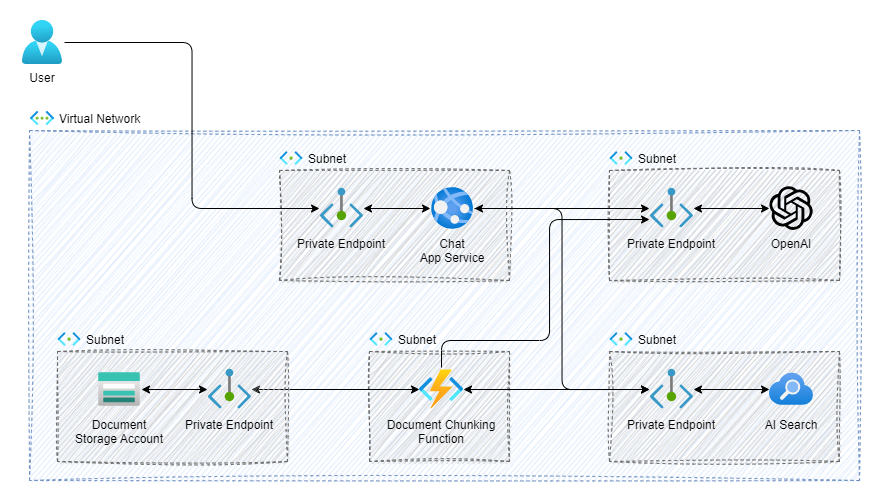 User
Virtual Network
Subnet
Subnet
Private Endpoint
Chat
App Service
Private Endpoint
OpenAI
Subnet
Subnet
Subnet
Document
Storage Account
Private Endpoint
Document Chunking
Function
Private Endpoint
AI Search